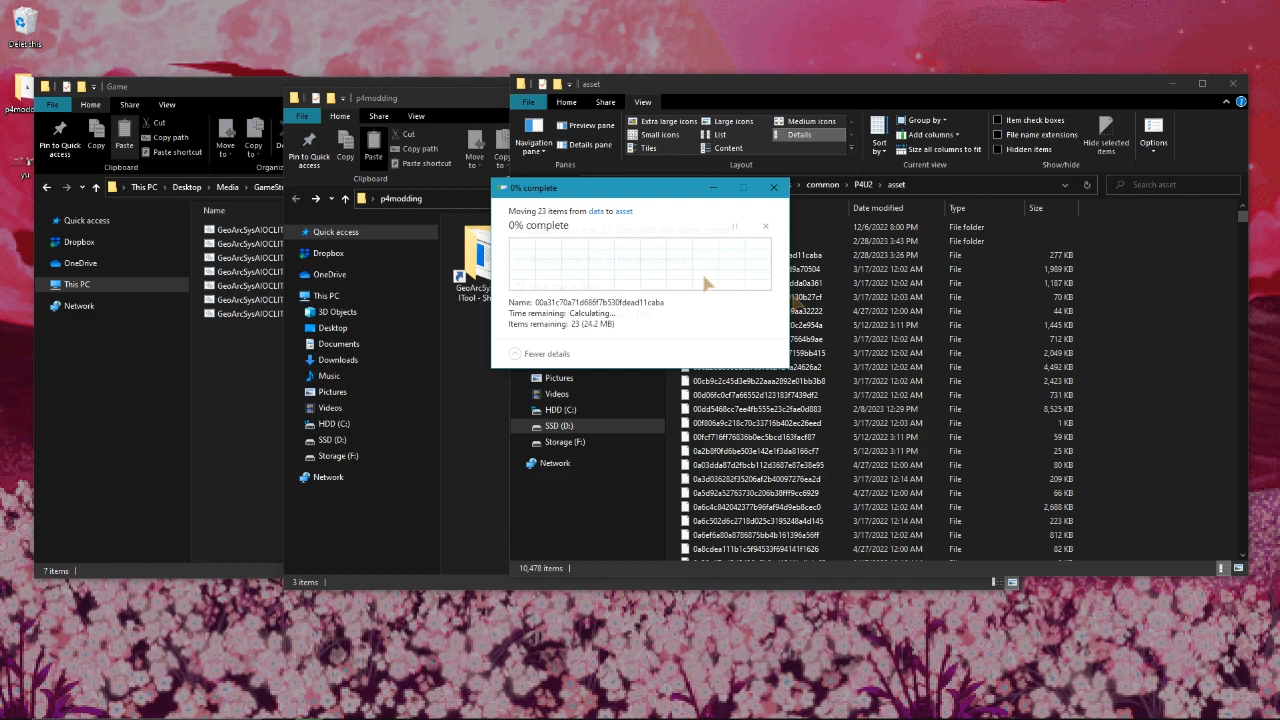 Delet this
p4modd
yu
Game
File
Home
Share
View
Pin to Quick access
Copy
Paste
Cut
Copy path
Paste shortcut
Move to
Copy to
Clipboard
This PC
Desktop
Media
Name
Quick access
Dropbox
OneDrive
This PC
Network
GeoArcSysAIOCLIT
GeoArcSysAIOCLI
GeoArcSysAIOCLI
7 items
p4modding
File
Home
Share
View
Pin to Quick access
Copy
Paste
Cut
Copy path
Paste shortcut
Move to
Clipboard
p4modding
Quick access
Dropbox
OneDrive
This PC
3D Objects
Desktop
Documents
Downloads
Music
Pictures
Videos
HDD (C:)
SSD (D:)
Storage (F:)
Network
3 items
asset
File
Home
Share
View
Navigation pane
Preview pane
Details pane
Panes
Extra large icons
Large icons
Medium icons
Small icons
List
Details
Tiles
Content
Layout
Sort by
Group by
Add columns
Size all columns to fit
Current view
Item check boxes
File name extensions
Hidden items
Hide selected items
Show/hide
Options
common
P4U2
asset
Search asset
Date modified
Type
Size
12/6/2022 8:00 PM File folder
2/28/2023 3:43 PM File folder
2/28/2023 3:26 PM File 277 KB
3/17/2022 12:02 AM File 1,989 KB
3/17/2022 12:02 AM File 1,187 KB
3/17/2022 12:03 AM File 70 KB
3/17/2022 12:02 AM File 44 KB
5/12/2022 3:11 PM File 1,445 KB
3/17/2022 12:02 AM File 712 KB
3/17/2022 12:02 AM File 2,049 KB
3/17/2022 12:02 AM File 4,492 KB
00cb9c2c45d3e9b22aaa2892e01bb3b8 3/17/2022 12:02 AM File 2,423 KB
00d06fc0cf7a66552d123183f7439df2 3/17/2022 12:02 AM File 731 KB
00dd5468cc7ee4fb555e23c2fae0d883 2/8/2023 12:29 PM File 8,525 KB
00f806a9c218c70c33716b402ec26eed 3/17/2022 12:03 AM File 1 KB
00fcf716ff76836b0ec5bcd163facf87 5/12/2022 3:11 PM File 59 KB
0a2b8f0fd6be503e142e1f3da8166cf7 5/12/2022 3:11 PM File 25 KB
0a03dda87d2fbcb112d3687e87e38e95 4/27/2022 12:00 AM File 80 KB
0a3d036282f35206af2b40097276ea2d 3/17/2022 12:14 AM File 209 KB
0a5d92a52763730c206b38fff9cc6929 4/27/2022 12:00 AM File 66 KB
0a6c4c842042377b96faf94d9eb8cec0 3/17/2022 12:02 AM File 2,688 KB
0a6c502d6c2718d025c3195248a4d145 3/17/2022 12:14 AM File 223 KB
0a6ef6a80a8786875bb4b161396a56ff 3/17/2022 12:02 AM File 812 KB
0a8cdea111b1c5f94533f694141f1626 4/27/2022 12:00 AM File 82 KB
Pictures
Videos
HDD (C:)
SSD (D:)
Storage (F:)
Network
10,478 items
0% complete
Moving 23 items from data to asset
0% complete
Name: 00a31c70a71d686f7b530fdead11caba
Time remaining: Calculating...
Items remaining: 23 (24.2 MB)
Fewer details